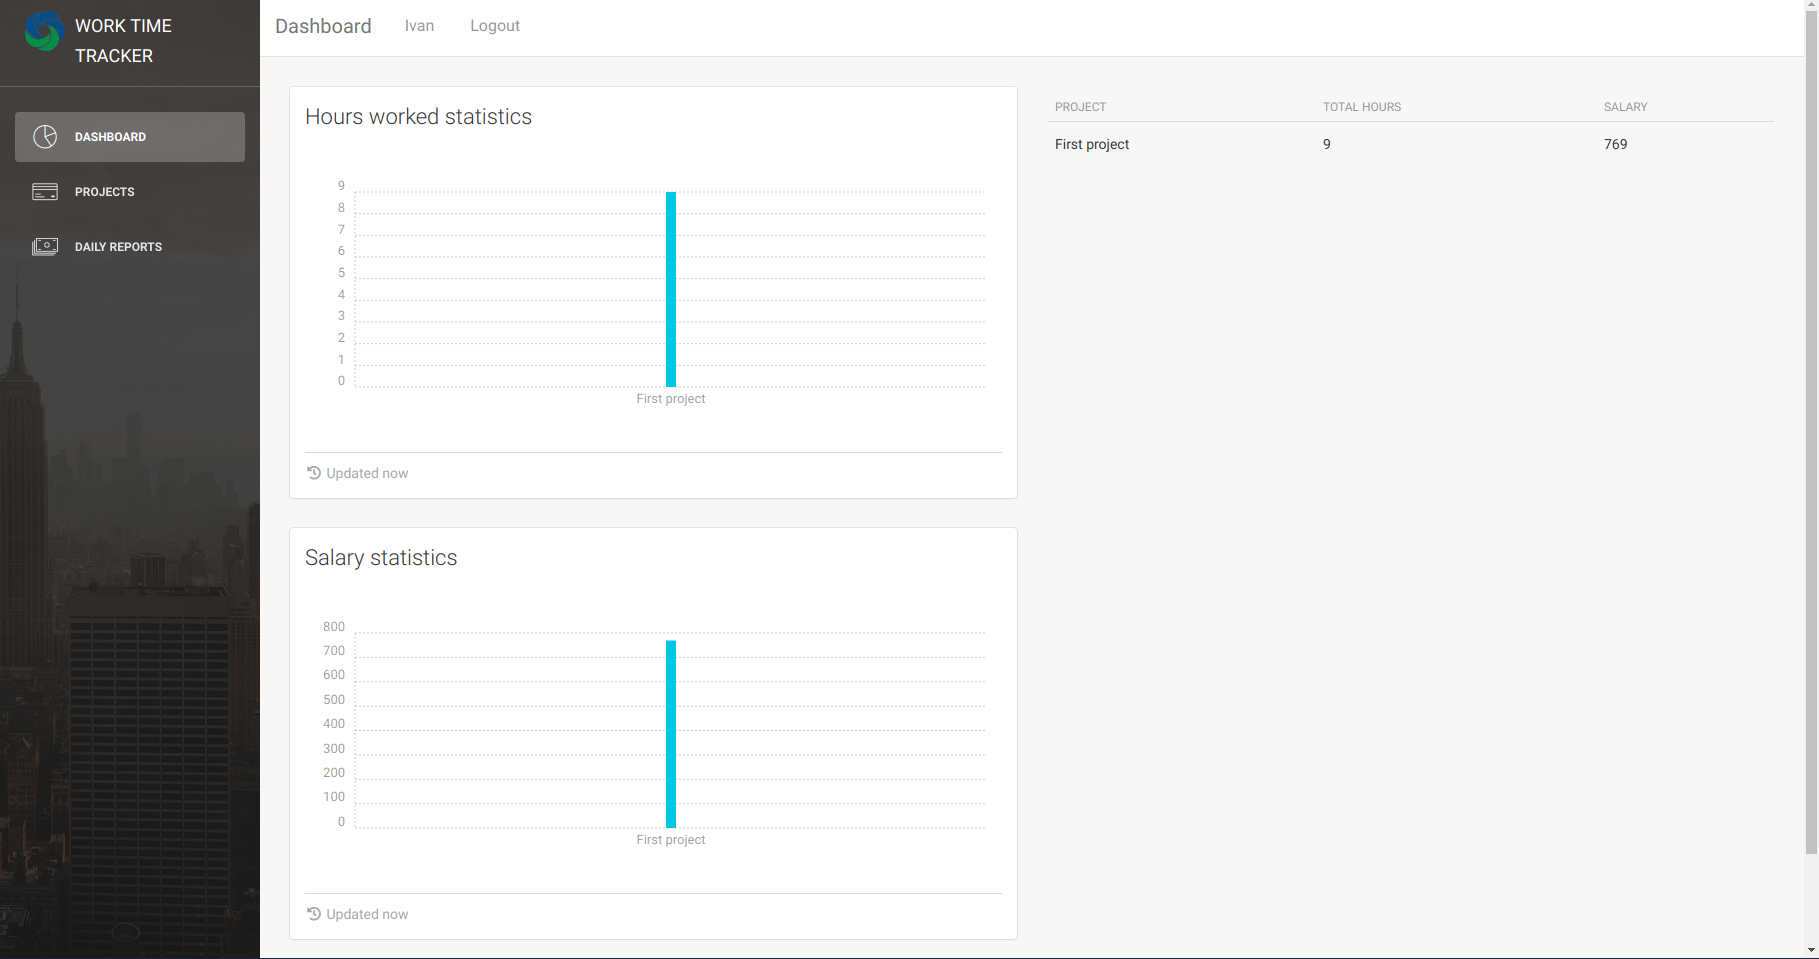 WORK TIME
TRACKER
DASHBOARD
PROJECTS
DAILY REPORTS
Dashboard Ivan Logout
Hours worked statistics
9
8
7
6
5
4
3
2
1
0
First project
Updated now
Salary statistics
800
700
600
500
400
300
200
100
0
First project
Updated now
PROJECT TOTAL HOURS SALARY
First project 9 769